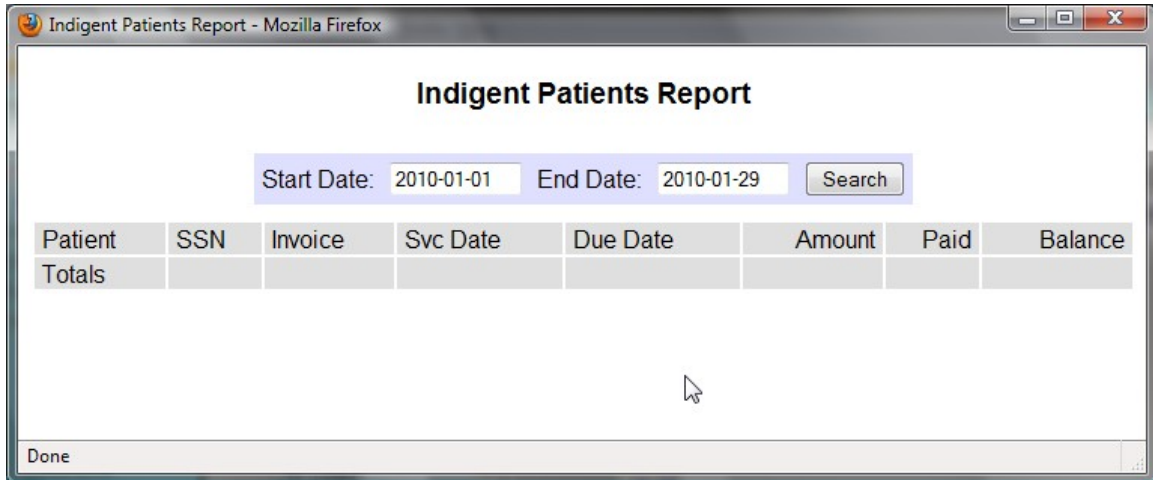 Indigent Patients Report - Mozilla Firefox
Indigent Patients Report
Start Date: 2010-01-01 End Date: 2010-01-29 Search
Patient SSN Invoice Svc Date Due Date Amount Paid Balance
Totals
Done